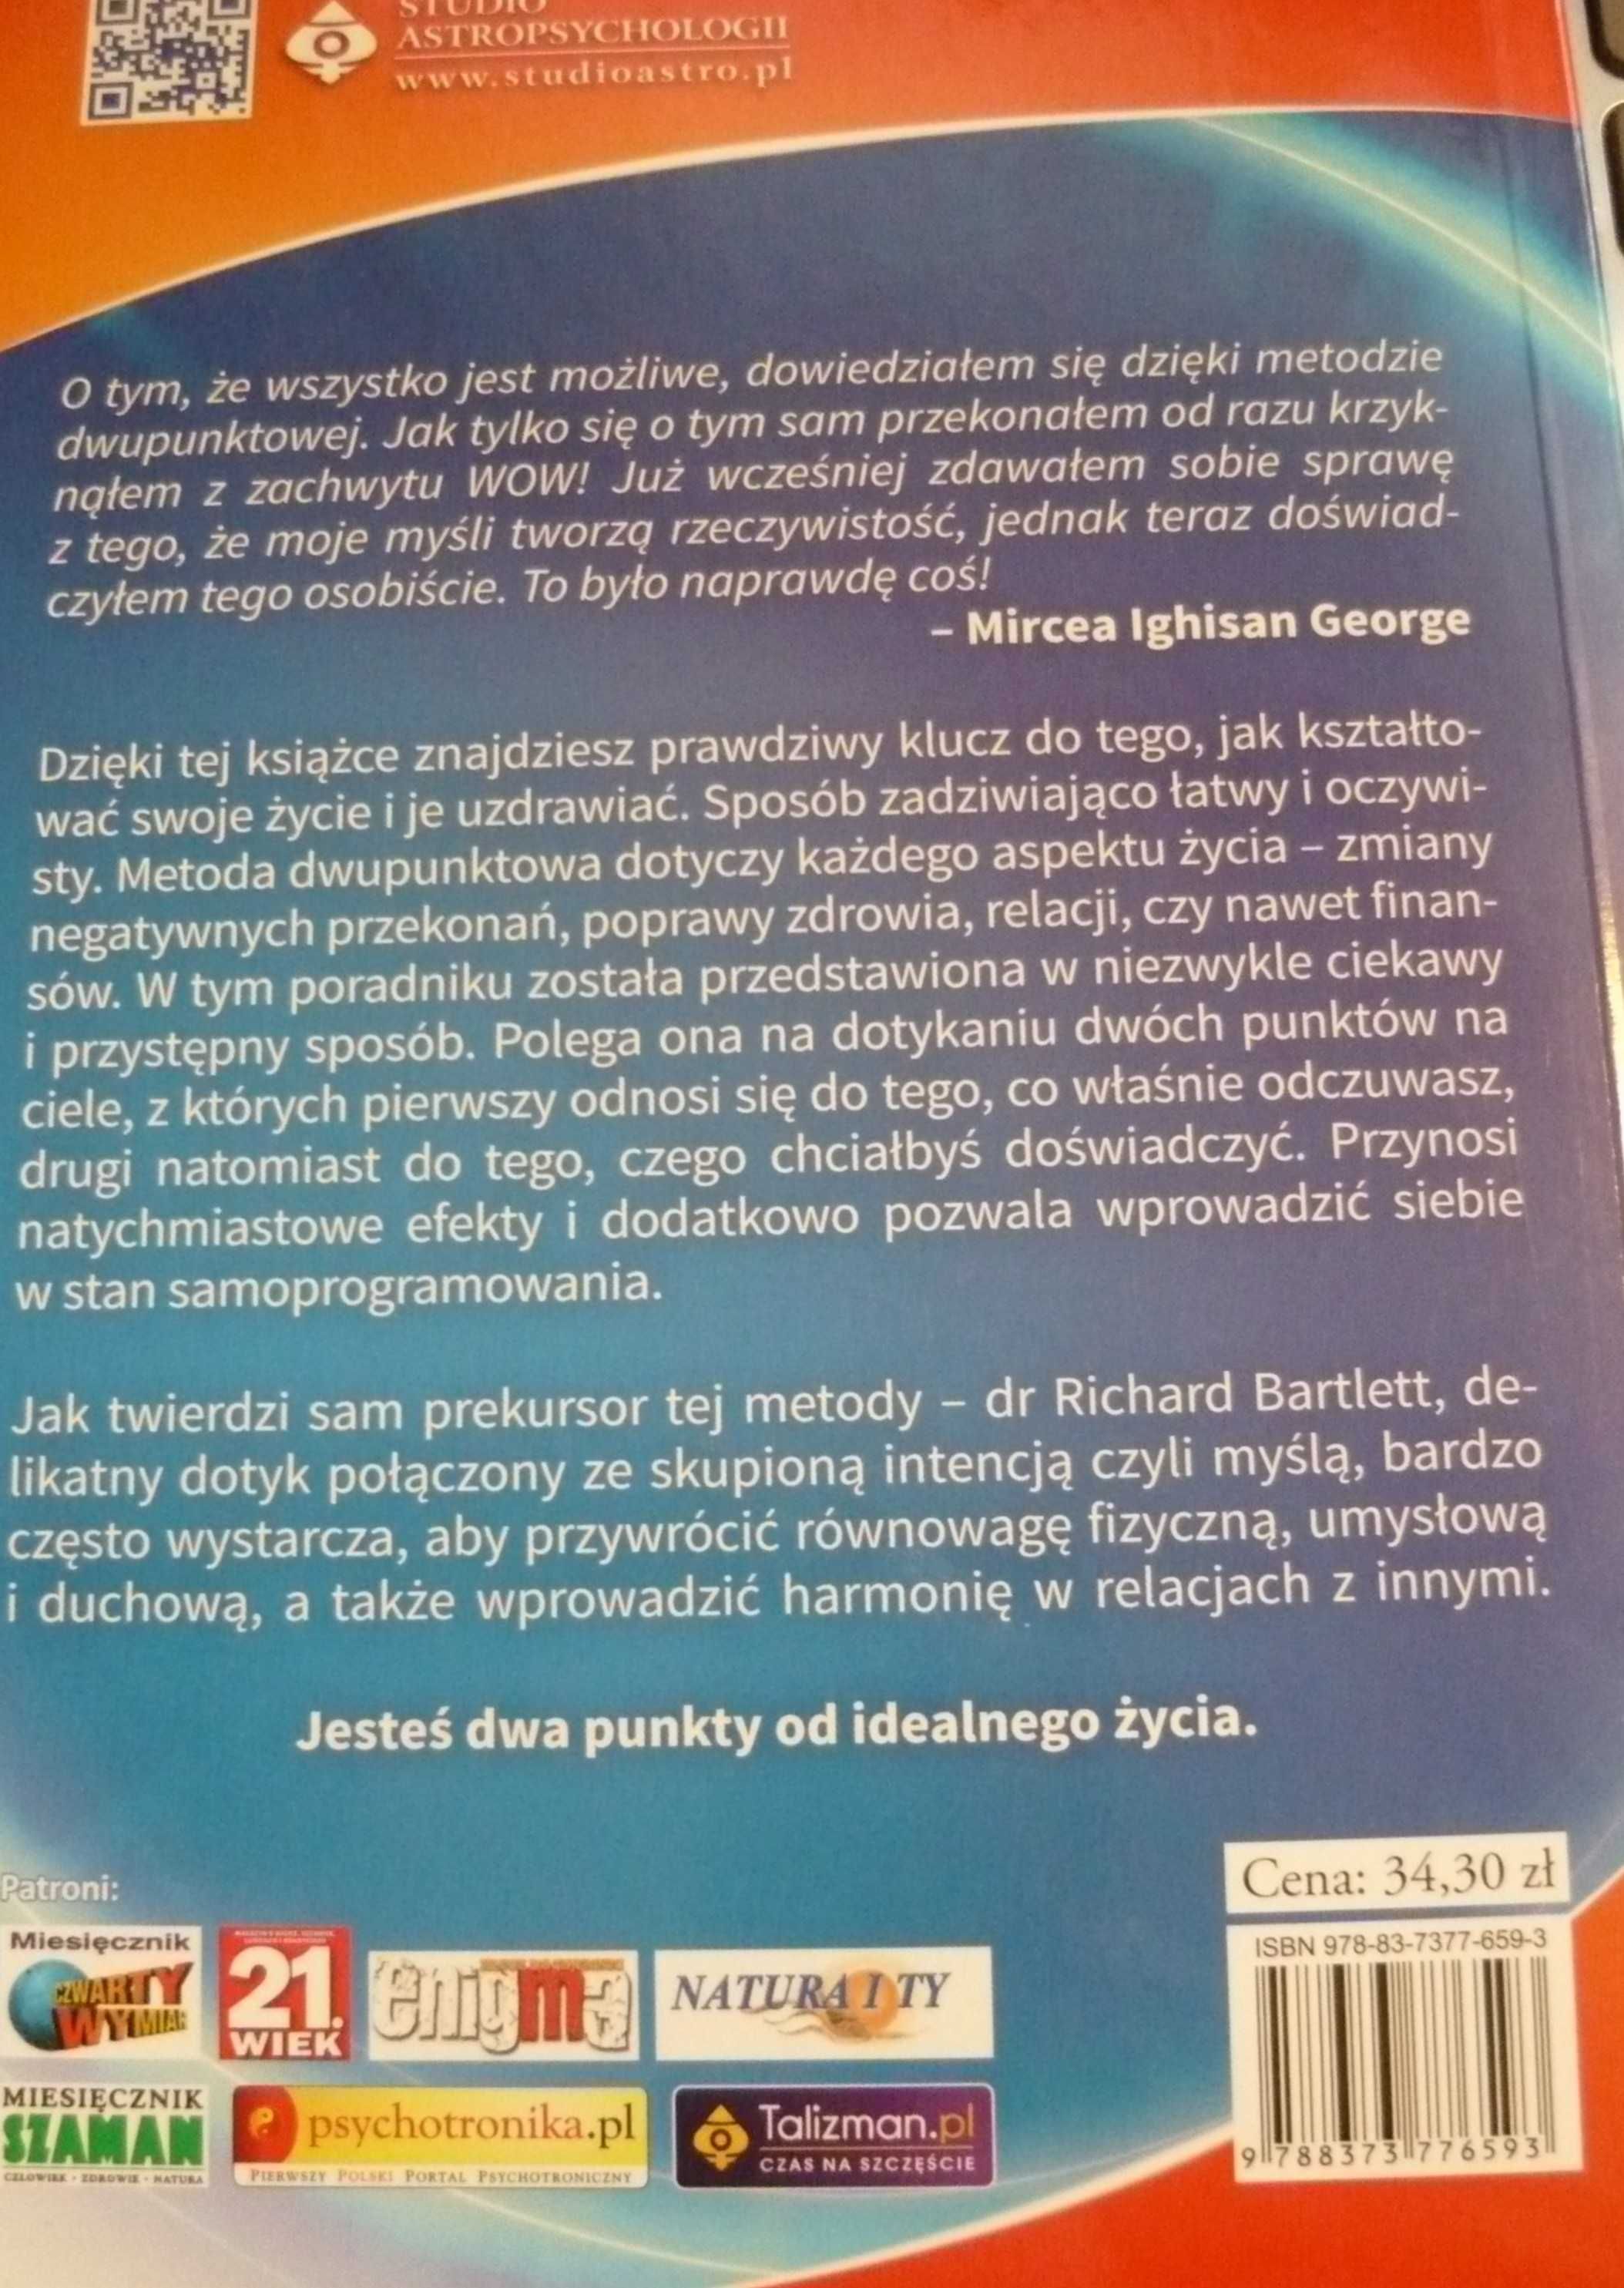 STUDIO
ASTROPSYCHOLOGII
www.studioastro.pl
O tym, że wszystko jest możliwe, dowiedziałem się dzięki metodzie
dwupunktowej. Jak tylko się o tym sam przekonałem od razu krzyk-
nąłem z zachwytu WOW! Już wcześniej zdawałem sobie sprawę
z tego, że moje myśli tworzą rzeczywistość, jednak teraz doświad-
czyłem tego osobiście. To było naprawdę coś!
– Mircea Ighisan George
Dzięki tej książce znajdziesz prawdziwy klucz do tego, jak kształto-
wać swoje życie i je uzdrawiać. Sposób zadziwiająco łatwy i oczywi-
sty. Metoda dwupunktowa dotyczy każdego aspektu życia – zmiany
negatywnych przekonań, poprawy zdrowia, relacji, czy nawet finan-
sów. W tym poradniku została przedstawiona w niezwykle ciekawy
i przystępny sposób. Polega ona na dotykaniu dwóch punktów na
ciele, z których pierwszy odnosi się do tego, co właśnie odczuwasz,
drugi natomiast do tego, czego chciałbyś doświadczyć. Przynosi
natychmiastowe efekty i dodatkowo pozwala wprowadzić siebie
w stan samoprogramowania.
Jak twierdzi sam prekursor tej metody – dr Richard Bartlett, de-
likatny dotyk połączony ze skupioną intencją czyli myślą, bardzo
często wystarcza, aby przywrócić równowagę fizyczną, umysłową
i duchową, a także wprowadzić harmonię w relacjach z innymi.
Jesteś dwa punkty od idealnego życia.
Cena: 34,30 zł
Patroni:
ISBN 978-83-7377-659-3
Miesięcznik
CZWARTY
WYMIAR
21.
WIEK
enigma
NATURA I TY
MIESIĘCZNIK
SZAMAN
CZŁOWIEK · ZDROWIE · NATURA
psychotronika.pl
PIERWSZY POLSKI PORTAL PSYCHOTRONICZNY
Talizman.pl
CZAS NA SZCZĘŚCIE
9 788373 776593